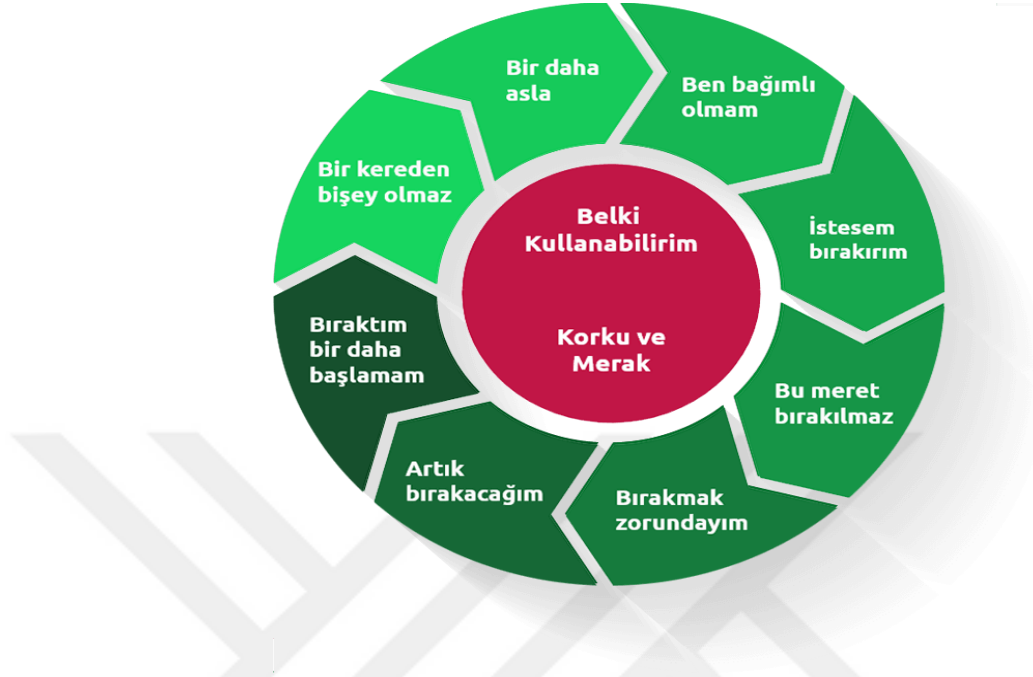 Bir daha
asla
Ben bağımlı
olmam
İstesem
bırakırım
Bu meret
bırakılmaz
Bırakmak
zorundayım
Artık
bırakacağım
Bıraktım
bir daha
başlamam
Bir kereden
bişey olmaz
Belki
Kullanabilirim
Korku ve
Merak